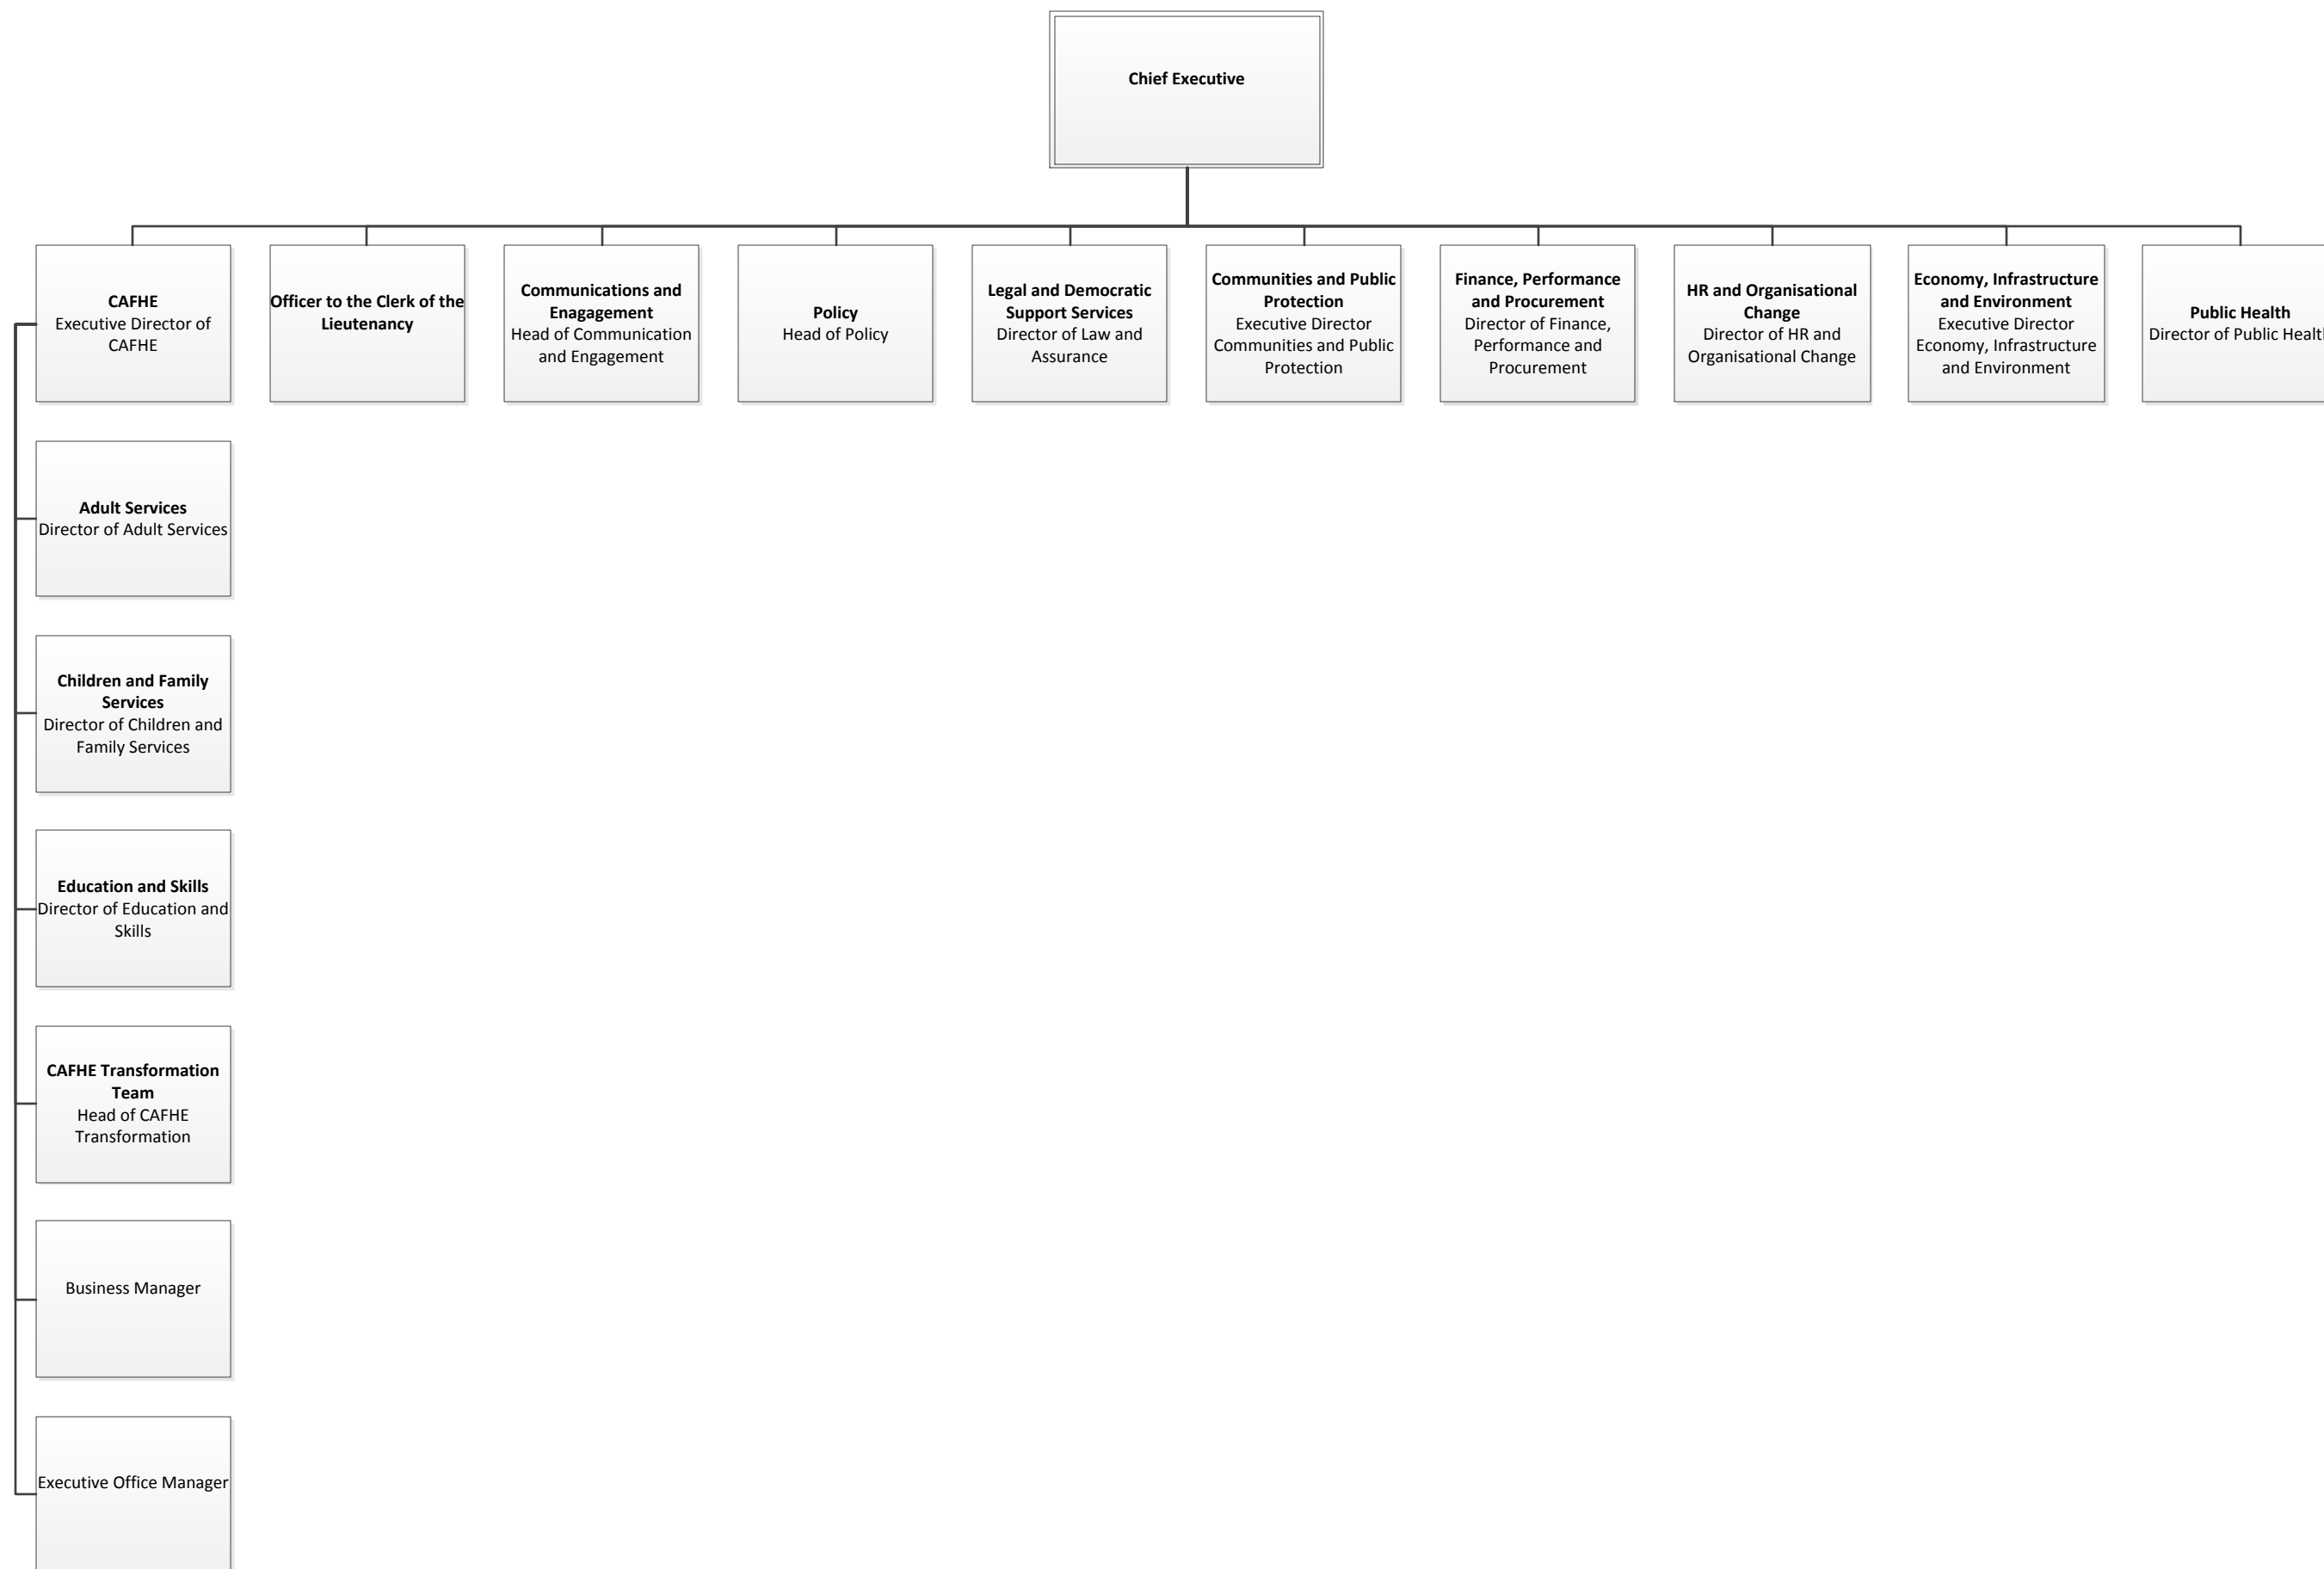 Chief Executive
CAFHE
Executive Director of
CAFHE
Officer to the Clerk of the
Lieutenancy
Communications and
Enagagement
Head of Communication
and Engagement
Policy
Head of Policy
Legal and Democratic
Support Services
Director of Law and
Assurance
Communities and Public
Protection
Executive Director
Communities and Public
Protection
Finance, Performance
and Procurement
Director of Finance,
Performance and
Procurement
HR and Organisational
Change
Director of HR and
Organisational Change
Economy, Infrastructure
and Environment
Executive Director
Economy, Infrastructure
and Environment
Public Health
Director of Public Health
Adult Services
Director of Adult Services
Children and Family
Services
Director of Children and
Family Services
Education and Skills
Director of Education and
Skills
CAFHE Transformation
Team
Head of CAFHE
Transformation
Business Manager
Executive Office Manager